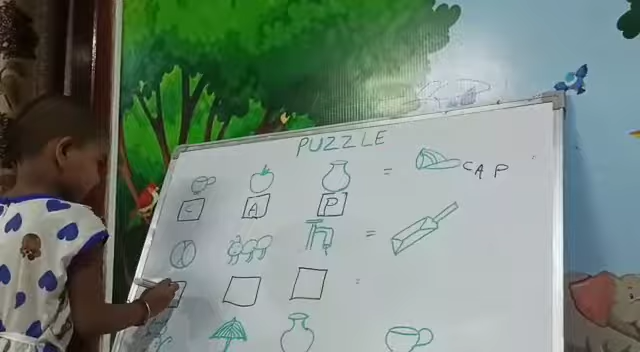 PUZZLE
= CAP
C A P
=